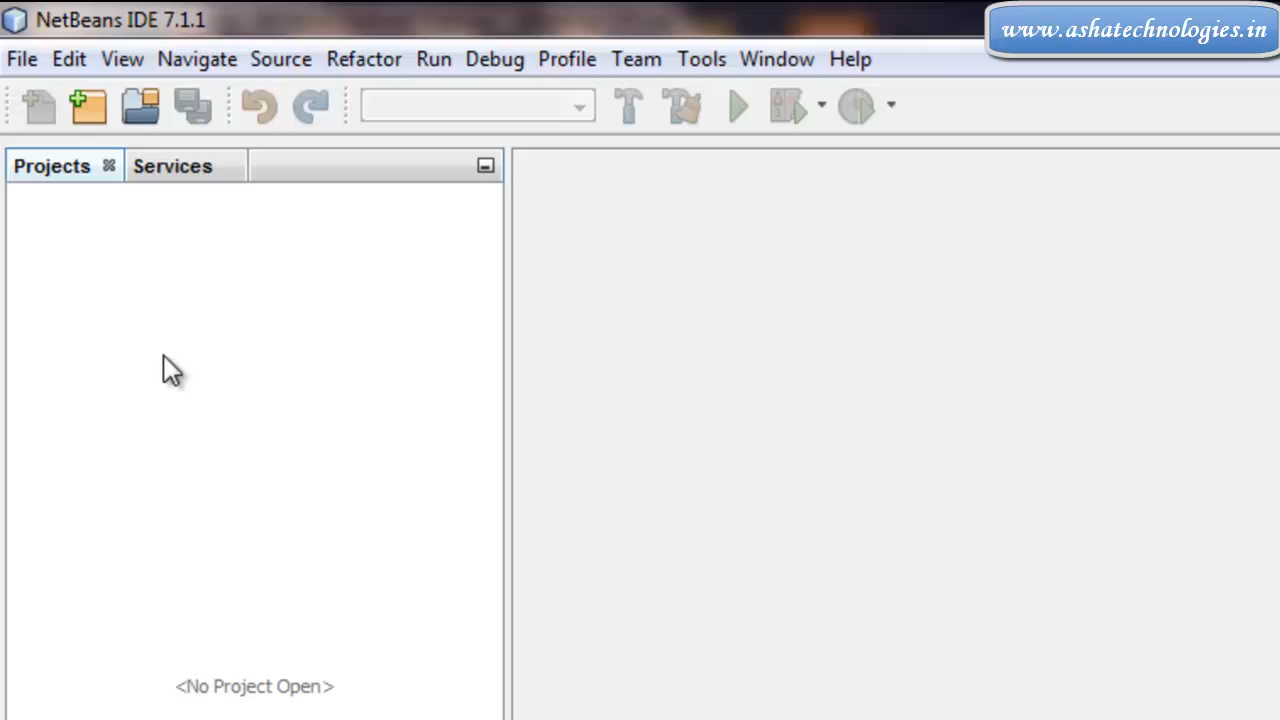 NetBeans IDE 7.1.1
www.ashatechnologies.in
File Edit View Navigate Source Refactor Run Debug Profile Team Tools Window Help
Projects Services
<No Project Open>